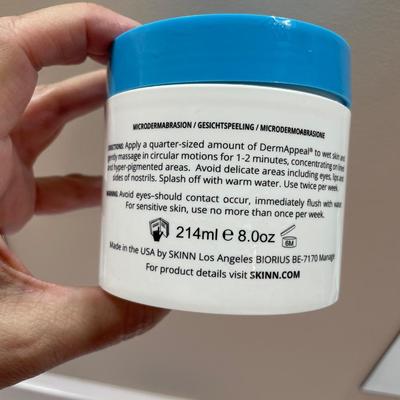 MICRODERMABRASION / GESICHTSPEELING / MICRODERMOABRASIONE
DIRECTIONS: Apply a quarter-sized amount of DermAppeal® to wet skin and
gently massage in circular motions for 1-2 minutes, concentrating on lined
and hyper-pigmented areas. Avoid delicate areas including eyes, lips and
sides of nostrils. Splash off with warm water. Use twice per week.
WARNING: Avoid eyes–should contact occur, immediately flush with water.
For sensitive skin, use no more than once per week.
214ml e 8.0oz 6M
Made in the USA by SKINN Los Angeles BIORIUS BE-7170 Manage
For product details visit SKINN.COM